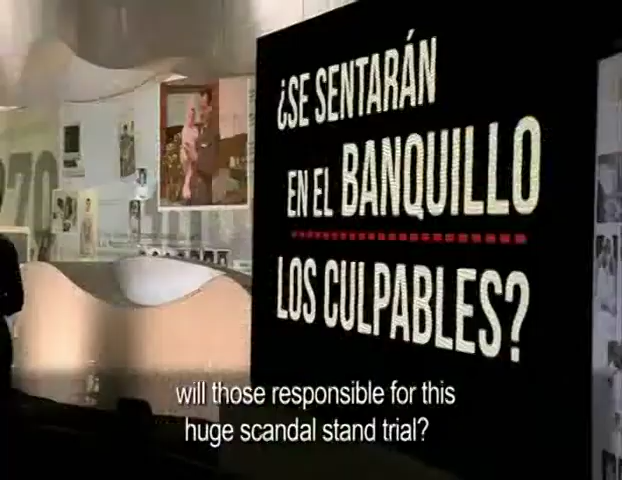 ¿SE SENTARÁN
EN EL BANQUILLO
LOS CULPABLES?
will those responsible for this
huge scandal stand trial?